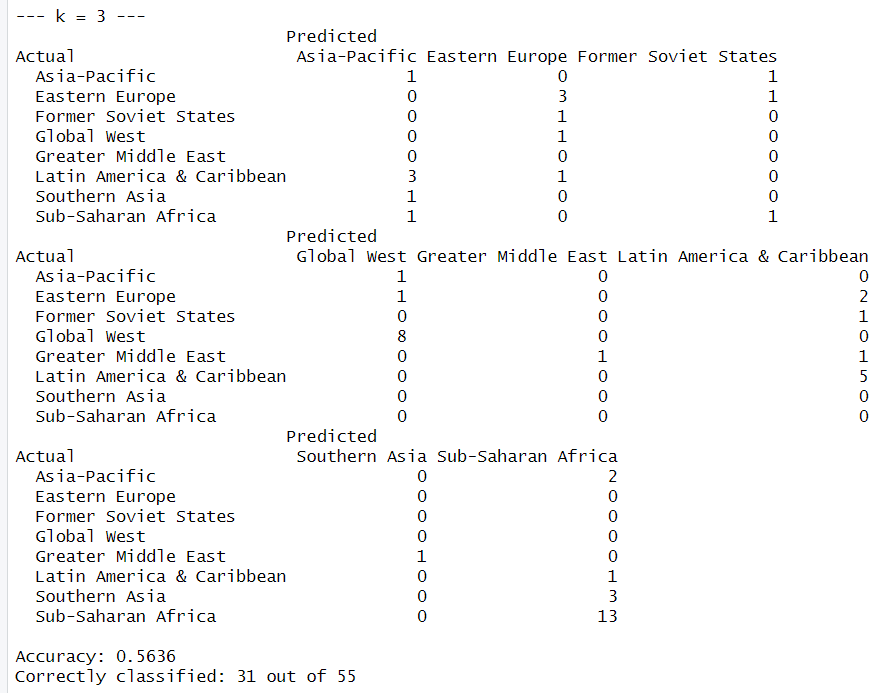 --- k = 3 ---
                           Predicted
Actual                      Asia-Pacific Eastern Europe Former Soviet States
  Asia-Pacific                         1              0                    1
  Eastern Europe                       0              3                    1
  Former Soviet States                 0              1                    0
  Global West                          0              1                    0
  Greater Middle East                  0              0                    0
  Latin America & Caribbean            3              1                    0
  Southern Asia                        1              0                    0
  Sub-Saharan Africa                   1              0                    1
                           Predicted
Actual                      Global West Greater Middle East Latin America & Caribbean
  Asia-Pacific                        1                   0                         0
  Eastern Europe                      1                   0                         2
  Former Soviet States                0                   0                         1
  Global West                         8                   0                         0
  Greater Middle East                 0                   1                         1
  Latin America & Caribbean           0                   0                         5
  Southern Asia                       0                   0                         0
  Sub-Saharan Africa                  0                   0                         0
                           Predicted
Actual                      Southern Asia Sub-Saharan Africa
  Asia-Pacific                          0                  2
  Eastern Europe                        0                  0
  Former Soviet States                  0                  0
  Global West                           0                  0
  Greater Middle East                   1                  0
  Latin America & Caribbean             0                  1
  Southern Asia                         0                  3
  Sub-Saharan Africa                    0                 13

Accuracy: 0.5636
Correctly classified: 31 out of 55